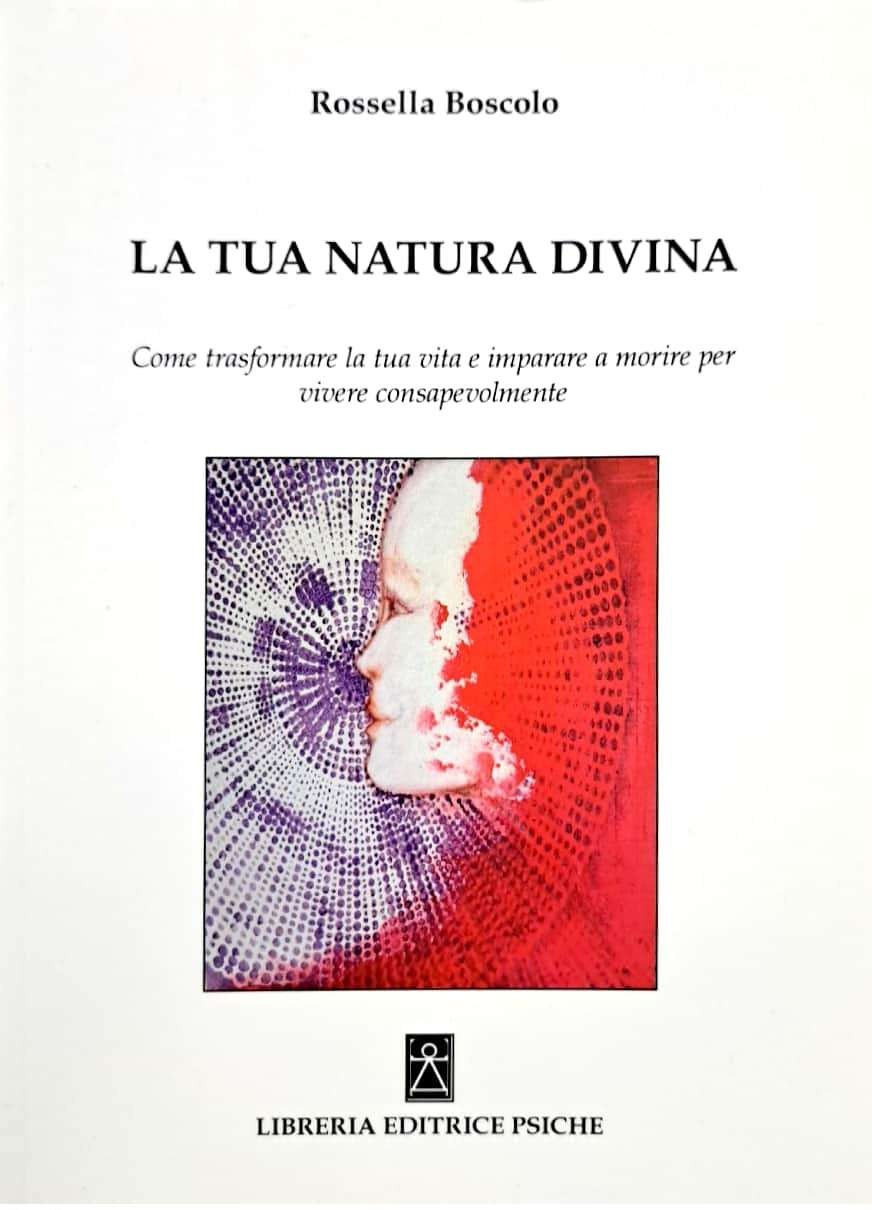 Rossella Boscolo
LA TUA NATURA DIVINA
Come trasformare la tua vita e imparare a morire per
vivere consapevolmente
LIBRERIA EDITRICE PSICHE